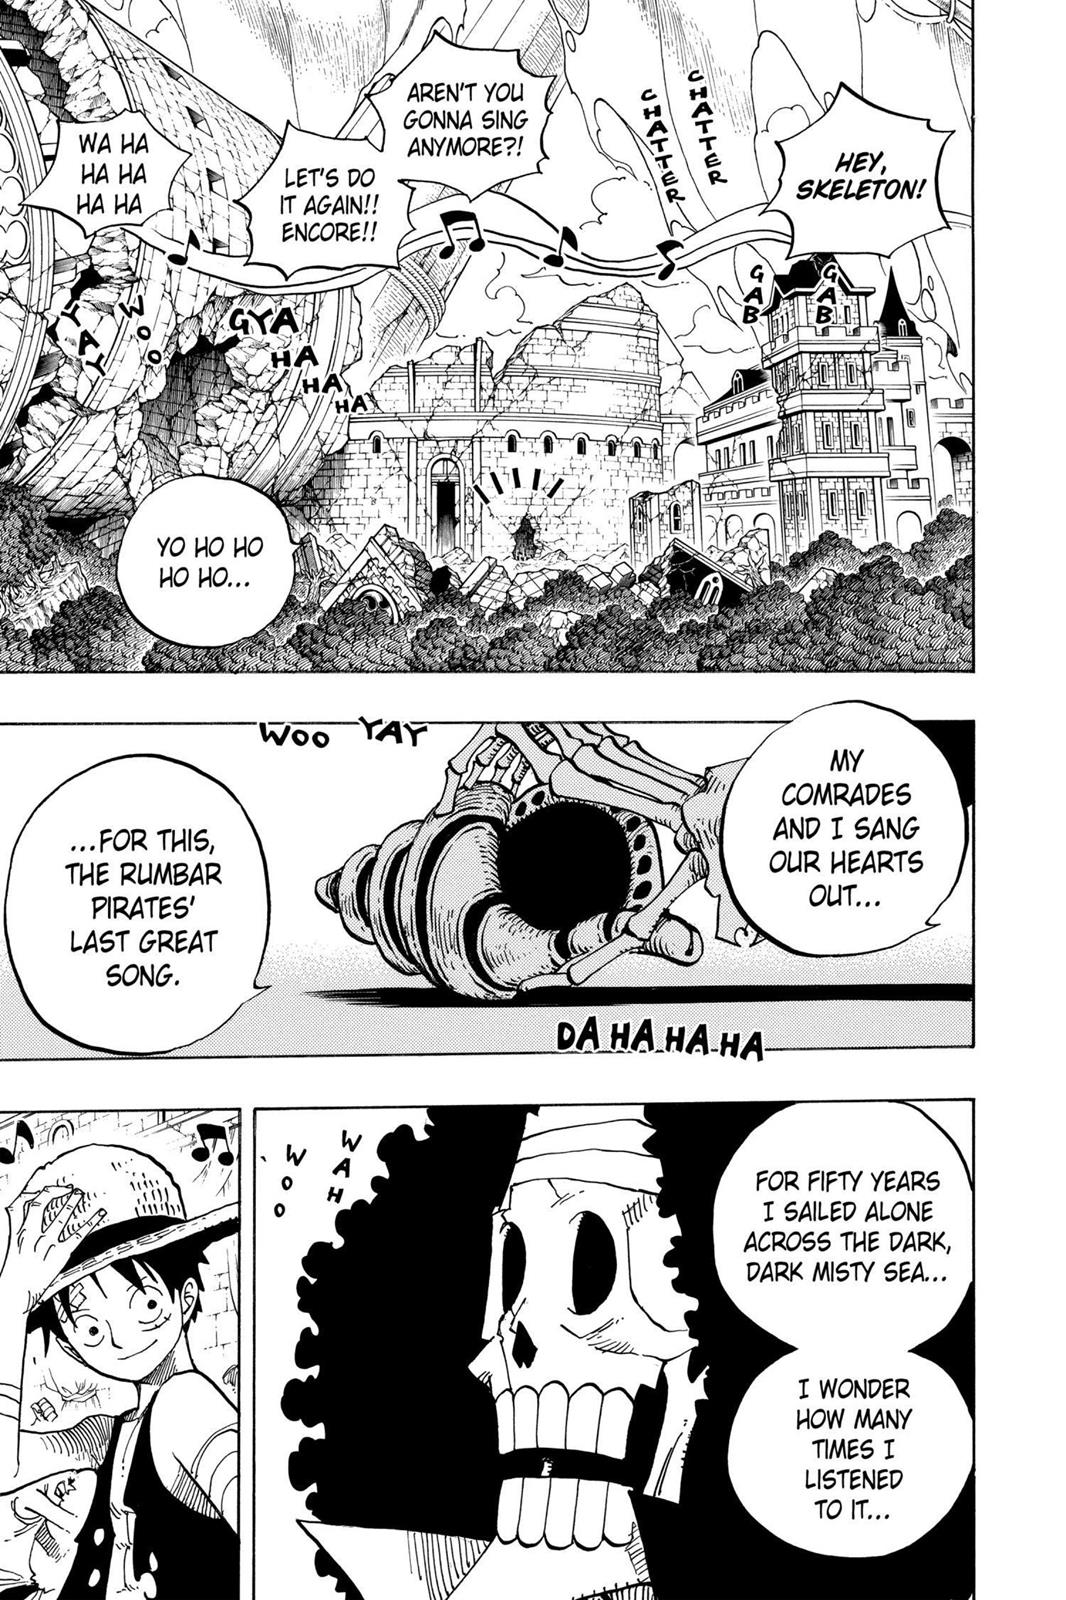 HEY,
SKELETON!
CHATTER
CHATTER
AREN'T YOU
GONNA SING
ANYMORE?!
LET'S DO
IT AGAIN!!
ENCORE!!
WA HA
HA HA
HA HA
GAB
GAB
GYA
HA
HA
HA
WOO
YAY
YO HO HO
HO HO...
MY
COMRADES
AND I SANG
OUR HEARTS
OUT...
WOO YAY
...FOR THIS,
THE RUMBAR
PIRATES'
LAST GREAT
SONG.
DA HA HA HA
FOR FIFTY YEARS
I SAILED ALONE
ACROSS THE DARK,
DARK MISTY SEA...
I WONDER
HOW MANY
TIMES I
LISTENED
TO IT...
WAH
WOO